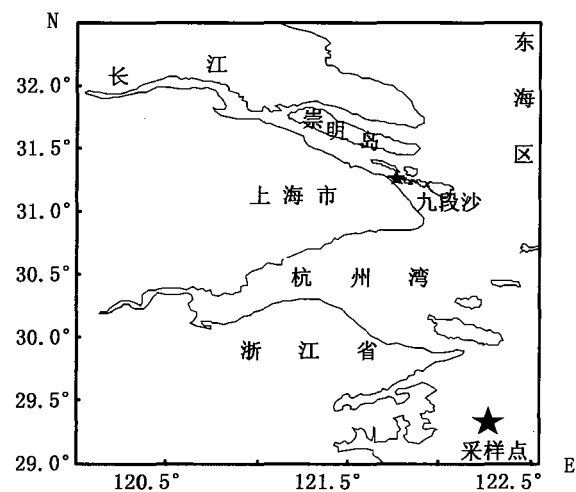 N
东
海
区
长 江
32.0°
崇明岛
31.5°
九段沙
上海市
31.0°
30.5°
杭 州 湾
30.0°
浙 江 省
29.5°
采样点
29.0°
E
120.5°
121.5°
122.5°